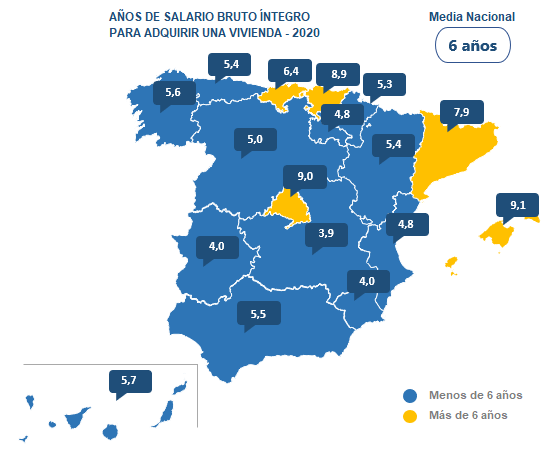 AÑOS DE SALARIO BRUTO ÍNTEGRO
PARA ADQUIRIR UNA VIVIENDA - 2020
Media Nacional
6 años
5,4
6,4
8,9
5,3
5,6
4,8
7,9
5,0
5,4
9,0
9,1
4,8
3,9
4,0
4,0
5,5
5,7
Menos de 6 años
Más de 6 años